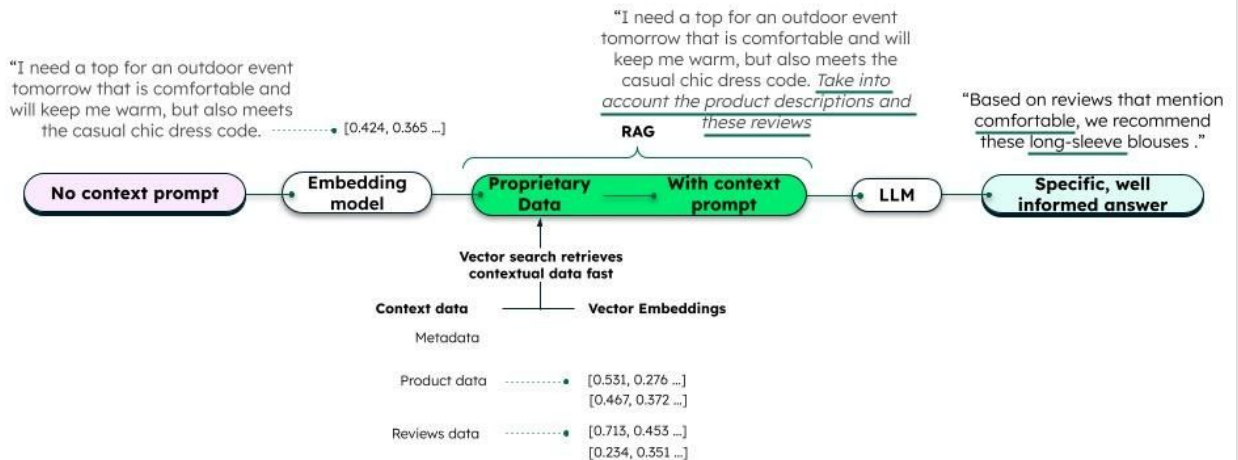 “I need a top for an outdoor event
tomorrow that is comfortable and
will keep me warm, but also meets
the casual chic dress code.
[0.424, 0.365 ...]
“I need a top for an outdoor event
tomorrow that is comfortable and will
keep me warm, but also meets the
casual chic dress code. Take into
account the product descriptions and
these reviews
RAG
“Based on reviews that mention
comfortable, we recommend
these long-sleeve blouses .”
No context prompt
Embedding
model
Proprietary
Data
With context
prompt
LLM
Specific, well
informed answer
Vector search retrieves
contextual data fast
Context data
Vector Embeddings
Metadata
Product data
[0.531, 0.276 ...]
[0.467, 0.372 ...]
Reviews data
[0.713, 0.453 ...]
[0.234, 0.351 ...]